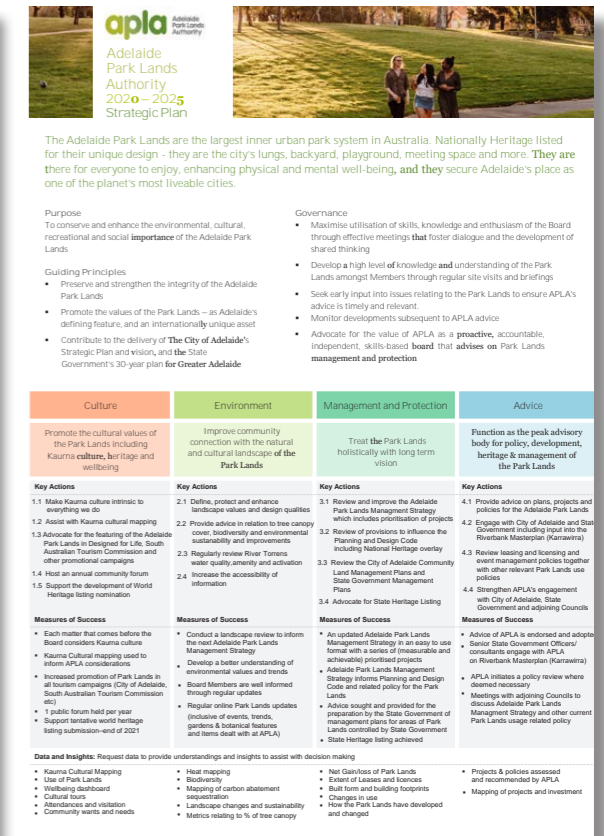 apla
Adelaide
Park Lands
Authority
Adelaide
Park Lands
Authority
2020 – 2025
Strategic Plan
The Adelaide Park Lands are the largest inner urban park system in Australia. Nationally Heritage listed
for their unique design - they are the city's lungs, backyard, playground, meeting space and more. They are
there for everyone to enjoy, enhancing physical and mental well-being, and they secure Adelaide's place as
one of the planet's most liveable cities.
Purpose
To conserve and enhance the environmental, cultural,
recreational and social importance of the Adelaide Park
Lands
Guiding Principles
▪ Preserve and strengthen the integrity of the Adelaide
Park Lands
▪ Promote the values of the Park Lands – as Adelaide's
defining feature, and an internationally unique asset
▪ Contribute to the delivery of The City of Adelaide's
Strategic Plan and vision, and the State
Government's 30-year plan for Greater Adelaide
Governance
▪ Maximise utilisation of skills, knowledge and enthusiasm of the Board
through effective meetings that foster dialogue and the development of
shared thinking
▪ Develop a high level of knowledge and understanding of the Park
Lands amongst Members through regular site visits and briefings
▪ Seek early input into issues relating to the Park Lands to ensure APLA's
advice is timely and relevant.
▪ Monitor developments subsequent to APLA advice
▪ Advocate for the value of APLA as a proactive, accountable,
independent, skills-based board that advises on Park Lands
management and protection
Culture
Promote the cultural values of
the Park Lands including
Kaurna culture, heritage and
wellbeing
Key Actions
1.1 Make Kaurna culture intrinsic to
everything we do
1.2 Assist with Kaurna cultural mapping
1.3 Advocate for the featuring of the Adelaide
Park Lands in Designed for Life, South
Australian Tourism Commission and
other promotional campaigns
1.4 Host an annual community forum
1.5 Support the development of World
Heritage listing nomination
Measures of Success
• Each matter that comes before the
Board considers Kaurna culture
• Kaurna Cultural mapping used to
inform APLA considerations
• Increased promotion of Park Lands in
all tourism campaigns (City of Adelaide,
South Australian Tourism Commission
etc)
• 1 public forum held per year
• Support tentative world heritage
listing submission–end of 2021
Environment
Improve community
connection with the natural
and cultural landscape of the
Park Lands
Key Actions
2.1 Define, protect and enhance
landscape values and design qualities
2.2 Provide advice in relation to tree canopy
cover, biodiversity and environmental
sustainability and improvements
2.3 Regularly review River Torrens
water quality,amenity and activation
2.4 Increase the accessibility of
information
Measures of Success
• Conduct a landscape review to inform
the next Adelaide Park Lands
Management Strategy
• Develop a better understanding of
environmental values and trends
• Board Members are well informed
through regular updates
• Regular online Park Lands updates
(inclusive of events, trends,
gardens & botanical features
and items dealt with at APLA)
Management and Protection
Treat the Park Lands
holistically with long term
vision
Key Actions
3.1 Review and improve the Adelaide
Park Lands Managment Strategy
which includes prioritisation of projects
3.2 Review of provisions to influence the
Planning and Design Code
including National Heritage overlay
3.3 Review the City of Adelaide Community
Land Management Plans and
State Government Management
Plans
3.4 Advocate for State Heritage Listing
Measures of Success
• An updated Adelaide Park Lands
Management Strategy in an easy to use
format with a series of (measurable and
achievable) prioritised projects
• Adelaide Park Lands Management
Strategy informs Planning and Design
Code and related policy for the Park
Lands
• Advice sought and provided for the
preparation by the State Government of
management plans for areas of Park
Lands controlled by State Government
• State Heritage listing achieved
Advice
Function as the peak advisory
body for policy, development,
heritage & management of
the Park Lands
Key Actions
4.1 Provide advice on plans, projects and
policies for the Adelaide Park Lands
4.2 Engage with City of Adelaide and State
Government including input into the
Riverbank Masterplan (Karrawirra)
4.3 Review leasing and licensing and
event management policies together
with other relevant Park Lands use
policies
4.4 Strengthen APLA's engagement
with City of Adelaide, State
Government and adjoining Councils
Measures of Success
• Advice of APLA is endorsed and adopte
• Senior State Government Officers/
consultants engage with APLA
on Riverbank Masterplan (Karrawirra)
• APLA initiates a policy review where
deemed necessary
• Meetings with adjoining Councils to
discuss Adelaide Park Lands
Managment Strategy and other current
Park Lands usage related policy
Data and Insights: Request data to provide understandings and insights to assist with decision making
• Kaurna Cultural Mapping
• Use of Park Lands
• Wellbeing dashboard
• Cultural tours
• Attendances and visitation
• Community wants and needs
• Heat mapping
• Biodiversity
• Mapping of carbon abatement
sequestration
• Landscape changes and sustainability
• Metrics relating to % of tree canopy
• Net Gain/loss of Park Lands
• Extent of Leases and licences
• Built form and building footprints
• Changes in use
• How the Park Lands have developed
and changed
• Projects & policies assessed
and recommended by APLA
• Mapping of projects and investment